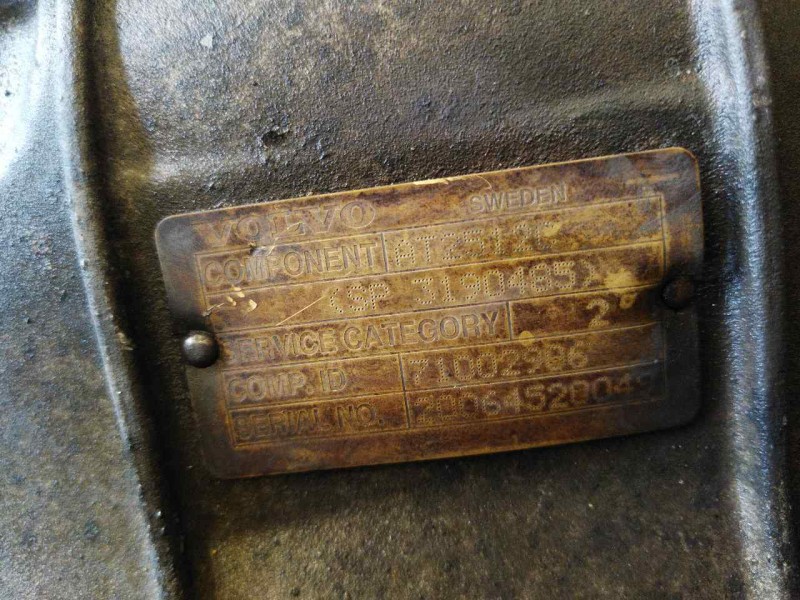 VOLVO SWEDEN
COMPONENT AT2512C
(SP 3190485)
SERVICE CATEGORY 2
COMP. ID 71002986
SERIAL NO.